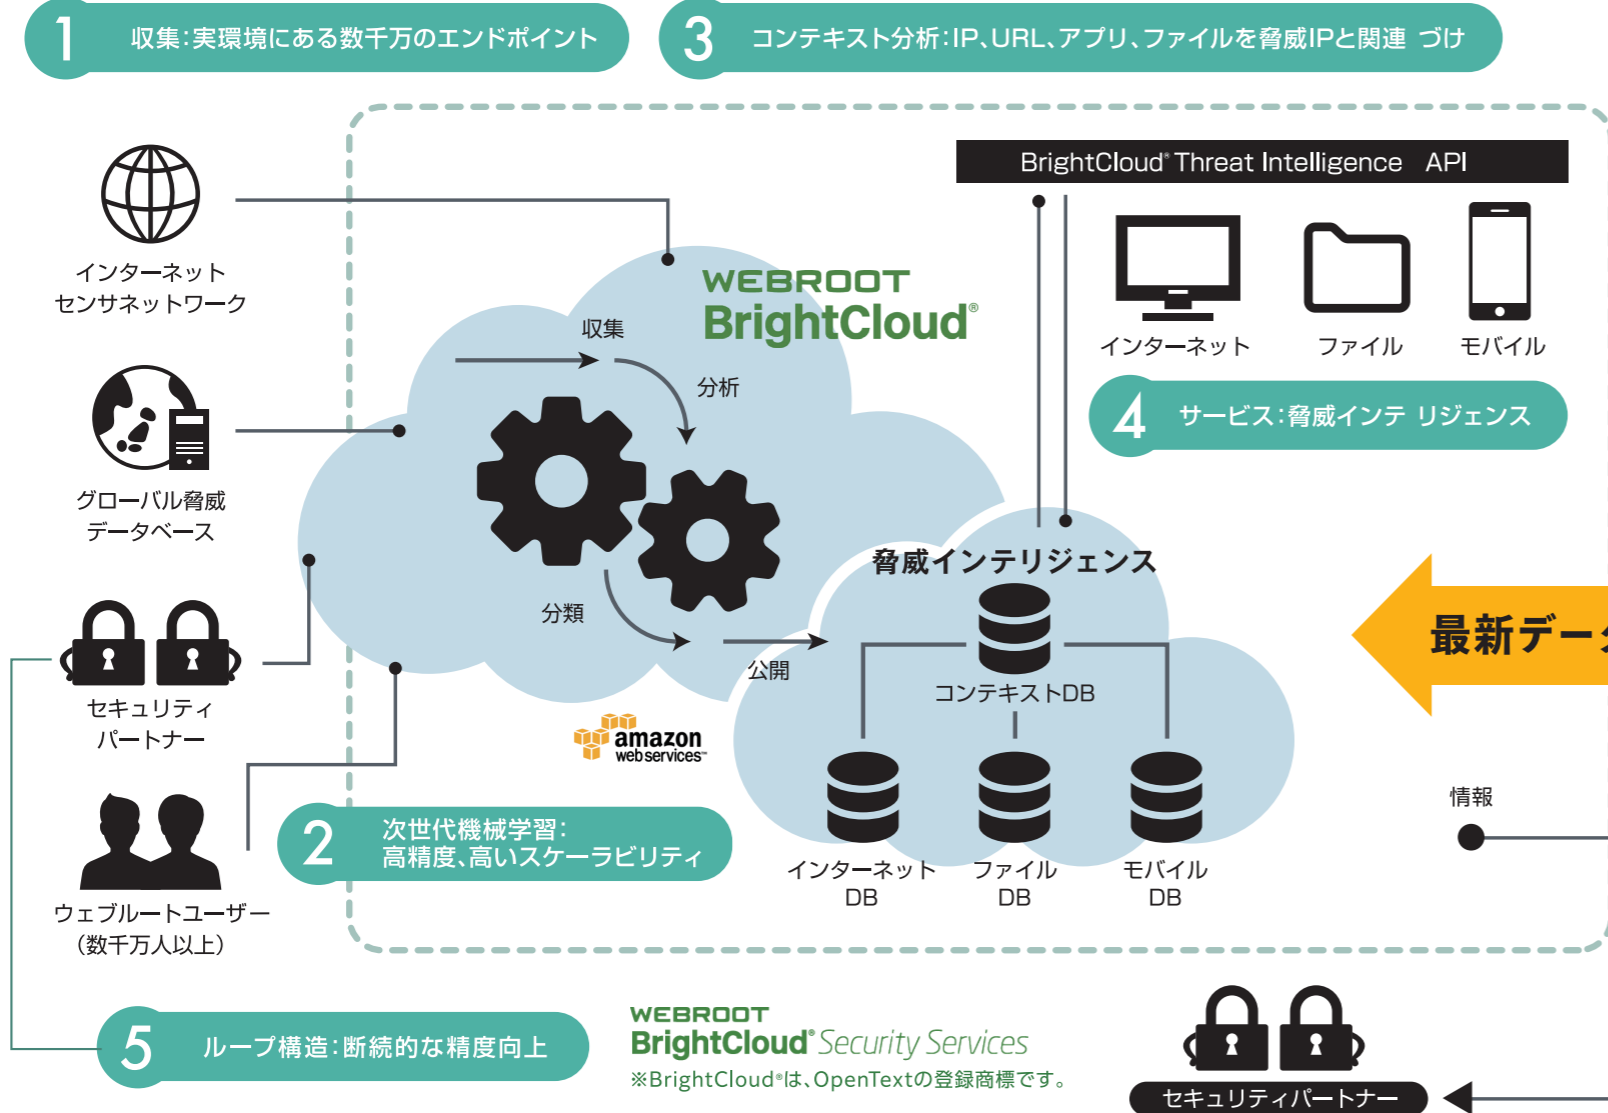 1 収集:実環境にある数千万のエンドポイント
3 コンテキスト分析:IP、URL、アプリ、ファイルを脅威IPと関連 づけ
BrightCloud® Threat Intelligence API
インターネット
センサネットワーク
WEBROOT
BrightCloud®
収集
分析
インターネット
ファイル
モバイル
4 サービス:脅威インテ リジェンス
グローバル脅威
データベース
脅威インテリジェンス
分類
公開
コンテキストDB
最新データ
セキュリティ
パートナー
amazon
web services™
情報
2 次世代機械学習:
高精度、高いスケーラビリティ
インターネット
DB
ファイル
DB
モバイル
DB
ウェブルートユーザー
(数千万人以上)
5 ループ構造:断続的な精度向上
WEBROOT
BrightCloud® Security Services
※BrightCloud®は、OpenTextの登録商標です。
セキュリティパートナー